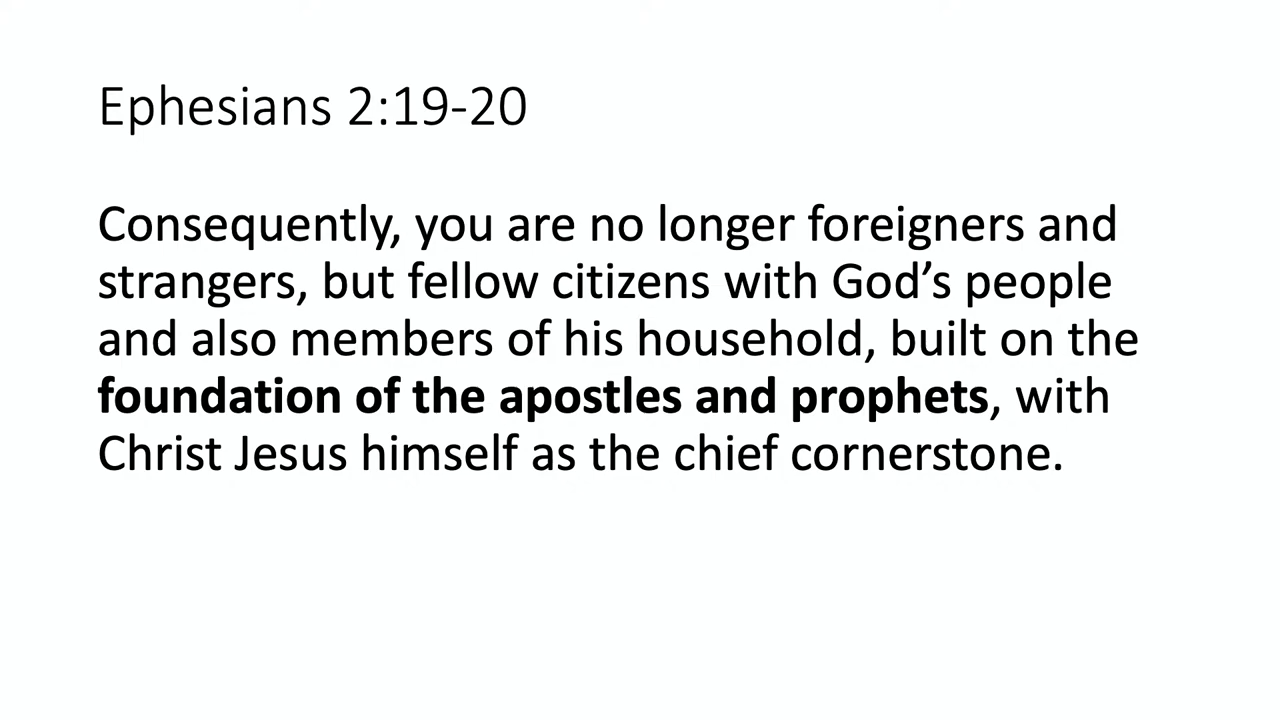 Ephesians 2:19-20
Consequently, you are no longer foreigners and
strangers, but fellow citizens with God’s people
and also members of his household, built on the
foundation of the apostles and prophets, with
Christ Jesus himself as the chief cornerstone.